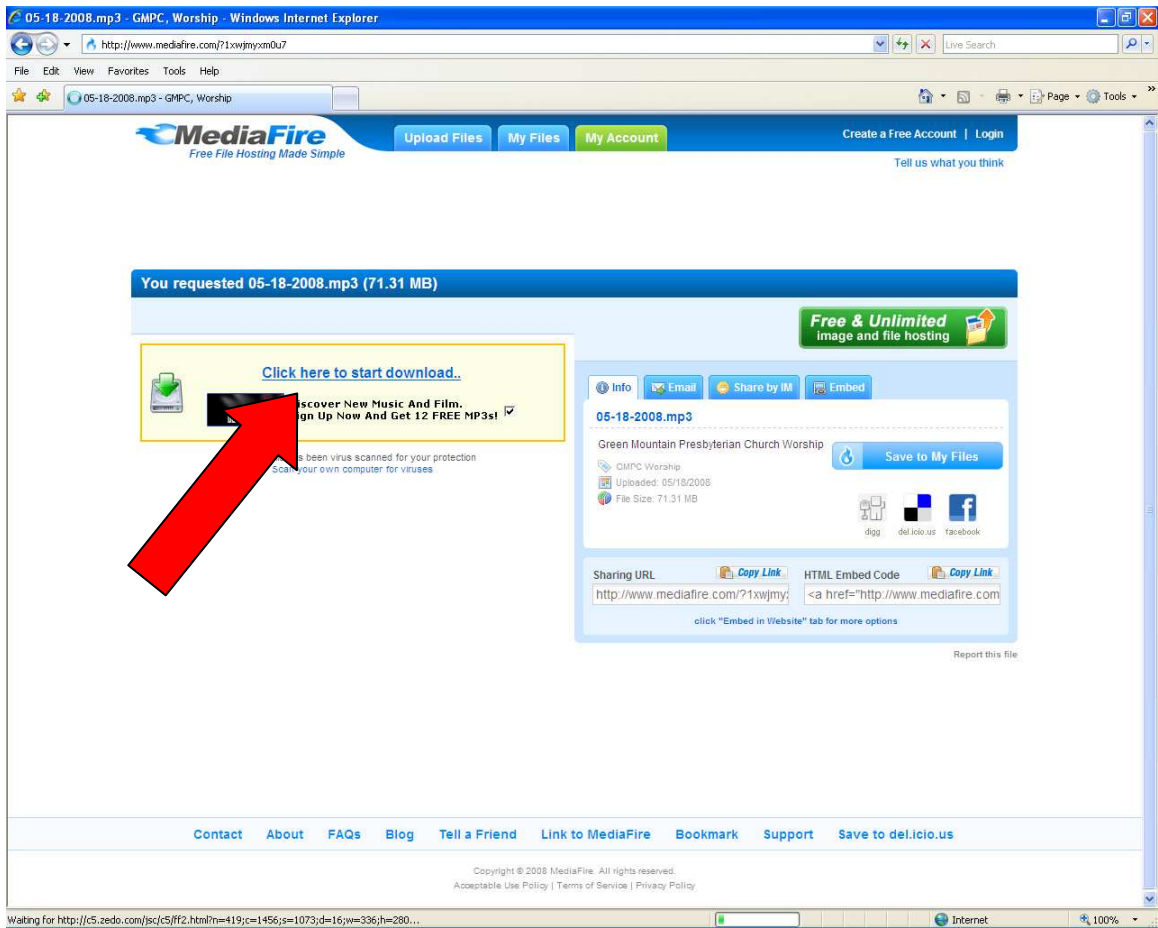 05-18-2008.mp3 - GMPC, Worship - Windows Internet Explorer
http://www.mediafire.com/?1xwjmyxm0u7
Live Search
File Edit View Favorites Tools Help
05-18-2008.mp3 - GMPC, Worship
Page Tools
MediaFire
Free File Hosting Made Simple
Upload Files My Files My Account
Create a Free Account | Login
Tell us what you think
You requested 05-18-2008.mp3 (71.31 MB)
Free & Unlimited
image and file hosting
Click here to start download..
iscover New Music And Film.
ign Up Now And Get 12 FREE MP3s!
s been virus scanned for your protection
Scan your own computer for viruses
Info Email Share by IM Embed
05-18-2008.mp3
Green Mountain Presbyterian Church Worship
GMPC Worship
Uploaded: 05/18/2008
File Size: 71.31 MB
Save to My Files
digg del.icio.us facebook
Sharing URL Copy Link
http://www.mediafire.com/?1xwjmy
HTML Embed Code Copy Link
<a href="http://www.mediafire.com
click "Embed in Website" tab for more options
Report this file
Contact About FAQs Blog Tell a Friend Link to MediaFire Bookmark Support Save to del.icio.us
Copyright © 2008 MediaFire. All rights reserved.
Acceptable Use Policy | Terms of Service | Privacy Policy
Waiting for http://c5.zedo.com/jsc/c5/ff2.html?n=419;c=1456;s=1073;d=16;w=336;h=280...
Internet
100%